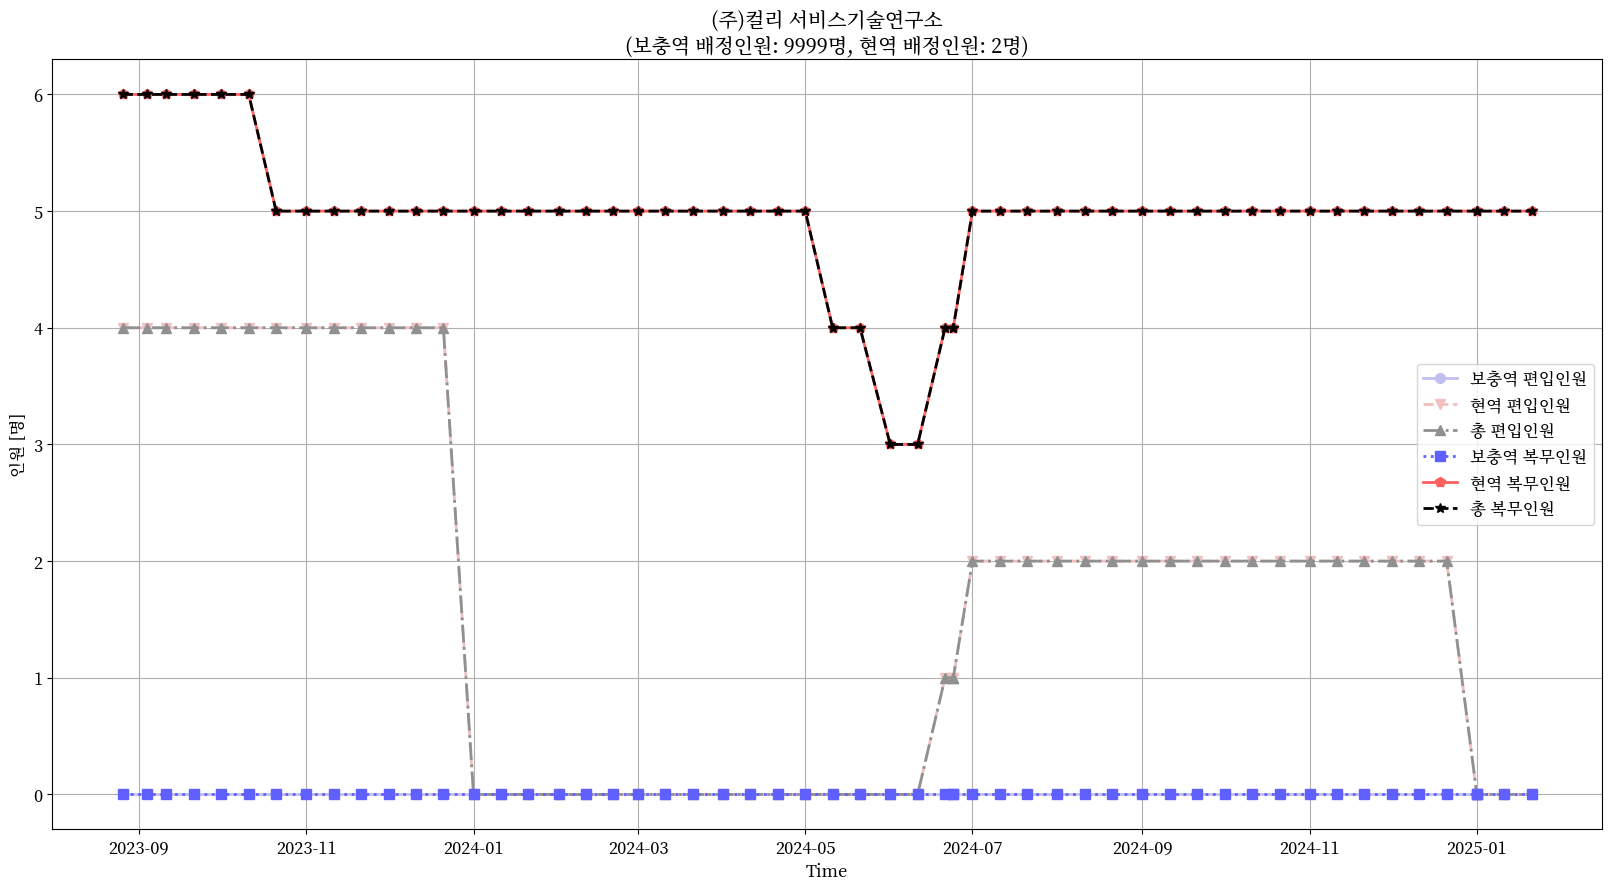 (주)컬리 서비스기술연구소
(보충역 배정인원: 9999명, 현역 배정인원: 2명)
인원 [명]
6
5
4
3
2
1
0
보충역 편입인원
현역 편입인원
총 편입인원
보충역 복무인원
현역 복무인원
총 복무인원
2023-09
2023-11
2024-01
2024-03
2024-05
2024-07
2024-09
2024-11
2025-01
Time